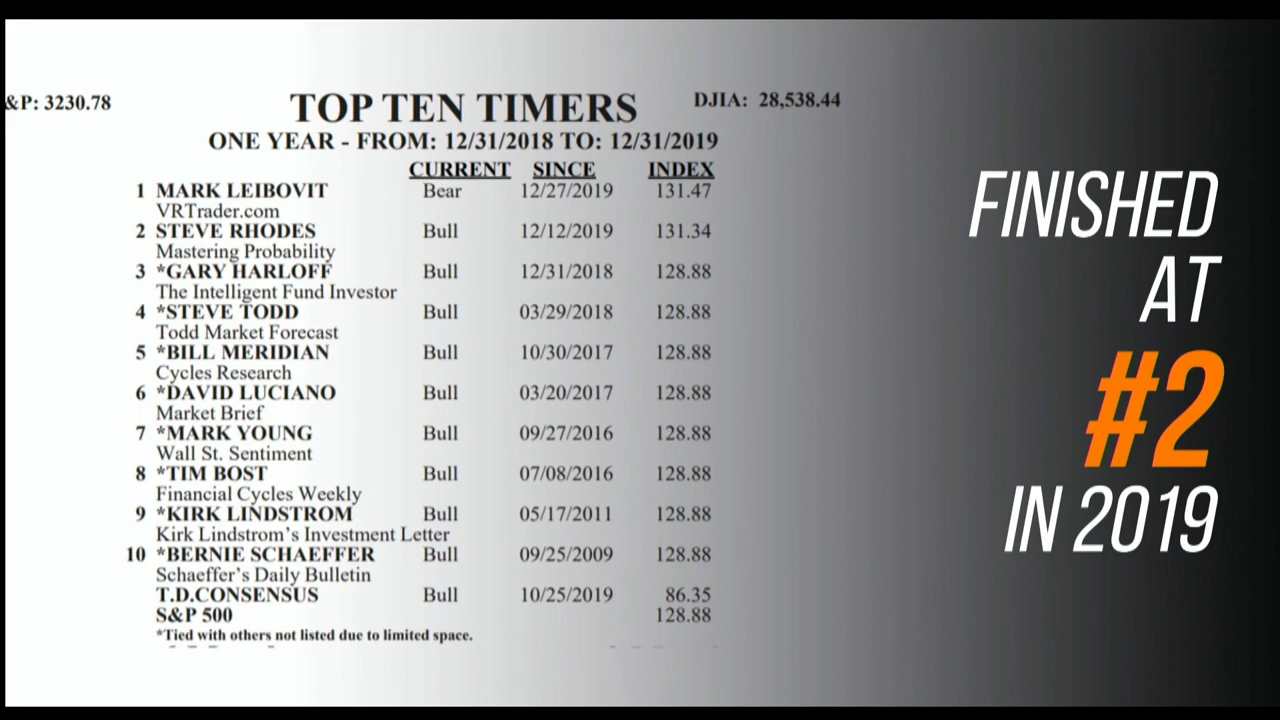 &P: 3230.78
TOP TEN TIMERS
DJIA: 28,538.44
ONE YEAR - FROM: 12/31/2018 TO: 12/31/2019
CURRENT SINCE INDEX
1 MARK LEIBOVIT Bear 12/27/2019 131.47
VRTrader.com
2 STEVE RHODES Bull 12/12/2019 131.34
Mastering Probability
3 *GARY HARLOFF Bull 12/31/2018 128.88
The Intelligent Fund Investor
4 *STEVE TODD Bull 03/29/2018 128.88
Todd Market Forecast
5 *BILL MERIDIAN Bull 10/30/2017 128.88
Cycles Research
6 *DAVID LUCIANO Bull 03/20/2017 128.88
Market Brief
7 *MARK YOUNG Bull 09/27/2016 128.88
Wall St. Sentiment
8 *TIM BOST Bull 07/08/2016 128.88
Financial Cycles Weekly
9 *KIRK LINDSTROM Bull 05/17/2011 128.88
Kirk Lindstrom's Investment Letter
10 *BERNIE SCHAEFFER Bull 09/25/2009 128.88
Schaeffer's Daily Bulletin
T.D.CONSENSUS Bull 10/25/2019 86.35
S&P 500 128.88
*Tied with others not listed due to limited space.
FINISHED
AT
#2
IN 2019